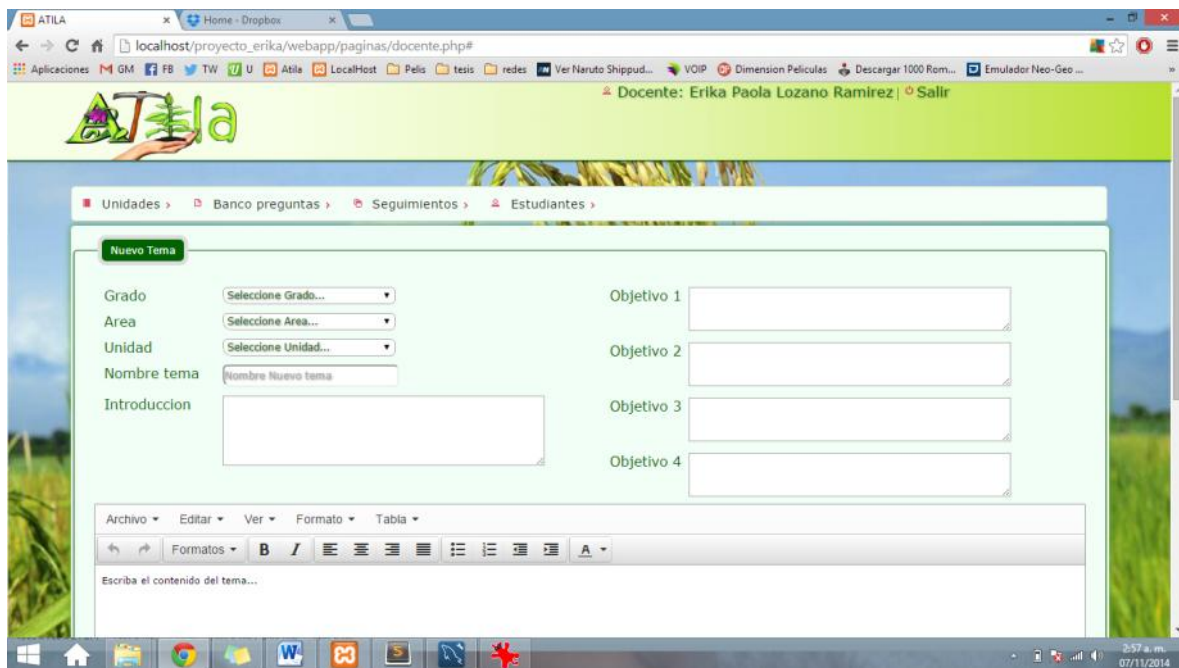 ATILA
Home - Dropbox
localhost/proyecto_erika/webapp/paginas/docente.php#
Aplicaciones GM FB TW U Atila LocalHost Pelis tesis redes Ver Naruto Shippud... VOIP Dimension Peliculas Descargar 1000 Rom... Emulador Neo-Geo ... »
ATila
Docente: Erika Paola Lozano Ramirez | Salir
Unidades › Banco preguntas › Seguimientos › Estudiantes ›
Nuevo Tema
Grado Seleccione Grado...
Area Seleccione Area...
Unidad Seleccione Unidad...
Nombre tema Nombre Nuevo tema
Introduccion
Objetivo 1
Objetivo 2
Objetivo 3
Objetivo 4
Archivo Editar Ver Formato Tabla
Formatos B I A
Escriba el contenido del tema...
2:57 a. m.
07/11/2014